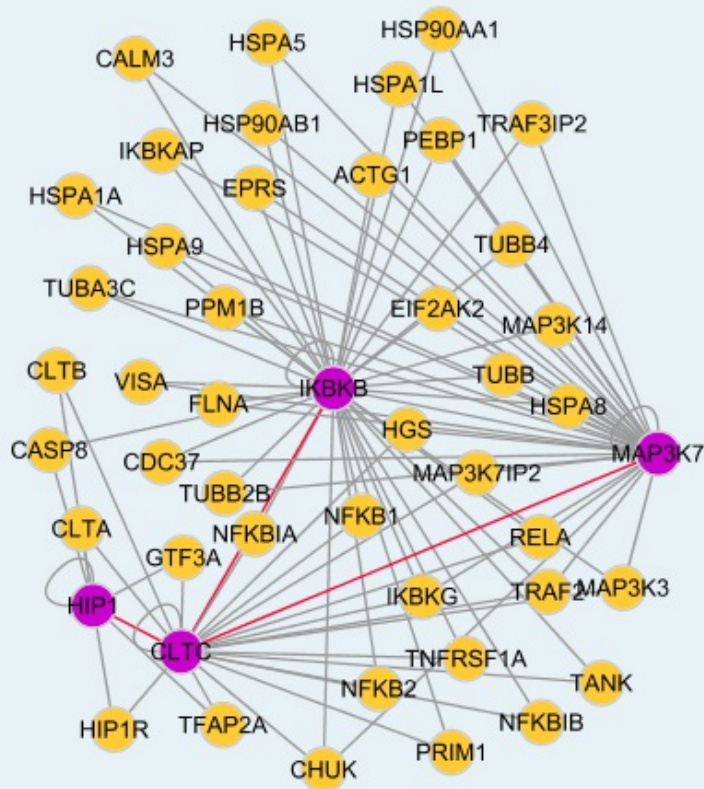 HSP90AA1
HSPA5
CALM3
HSPA1L
HSP90AB1
TRAF3IP2
PEBP1
IKBKAP
ACTG1
EPRS
HSPA1A
HSPA9
TUBB4
TUBA3C
PPM1B
EIF2AK2
MAP3K14
CLTB
VISA
IKBKB
TUBB
FLNA
HSPA8
HGS
CASP8
MAP3K7
CDC37
MAP3K7IP2
TUBB2B
NFKB1
CLTA
NFKBIA
RELA
GTF3A
HIP1
IKBKG
TRAF2
MAP3K3
CLTC
TNFRSF1A
NFKB2
TANK
HIP1R
TFAP2A
NFKBIB
PRIM1
CHUK